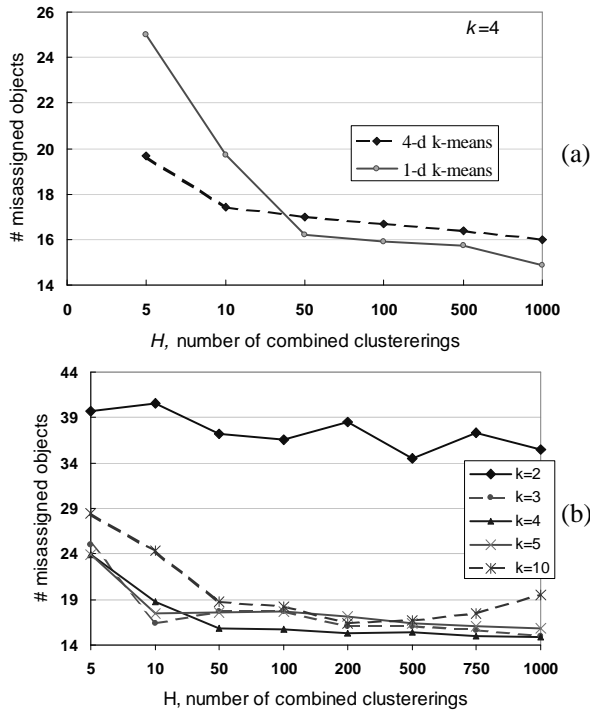 26
24
22
20
18
16
14
# misassigned objects
k=4
4-d k-means
1-d k-means
(a)
0 5 10 50 100 500 1000
H, number of combined clustererings
44
39
34
29
24
19
14
# misassigned objects
k=2
k=3
k=4
k=5
k=10
(b)
5 10 50 100 200 500 750 1000
H, number of combined clustererings